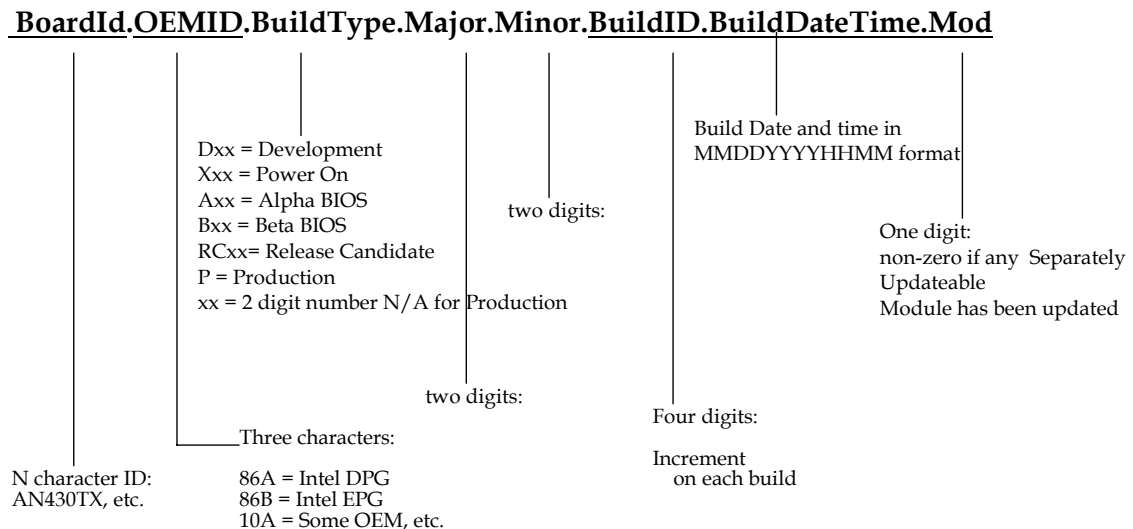 BoardId.OEMID.BuildType.Major.Minor.BuildID.BuildDateTime.Mod
Build Date and time in
MMDDYYYYHHMM format
Dxx = Development
Xxx = Power On
Axx = Alpha BIOS
Bxx = Beta BIOS
RCxx= Release Candidate
P = Production
xx = 2 digit number N/A for Production
two digits:
One digit:
non-zero if any Separately
Updateable
Module has been updated
two digits:
Four digits:
Increment
on each build
Three characters:
86A = Intel DPG
86B = Intel EPG
10A = Some OEM, etc.
N character ID:
AN430TX, etc.